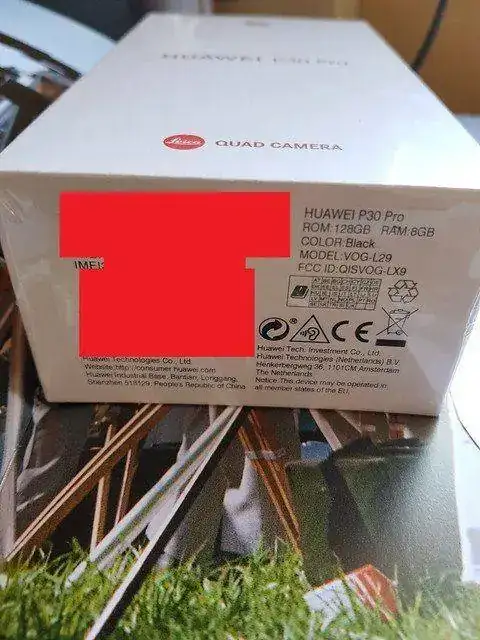 HUAWEI P30 Pro
Leica QUAD CAMERA
HUAWEI P30 Pro
ROM:128GB RAM:8GB
COLOR:Black
MODEL:VOG-L29
FCC ID:QISVOG-LX9
IMEI
CE
Huawei Technologies Co., Ltd.
Website:http://consumer.huawei.com
Huawei Industrial Base, Bantian, Longgang,
Shenzhen 518129, People's Republic of China
Huawei Tech. Investment Co., Ltd.
Huawei Technologies (Netherlands) B.V.
Herikerbergweg 36, 1101CM Amsterdam
The Netherlands
Notice:This device may be operated in
all member states of the EU.